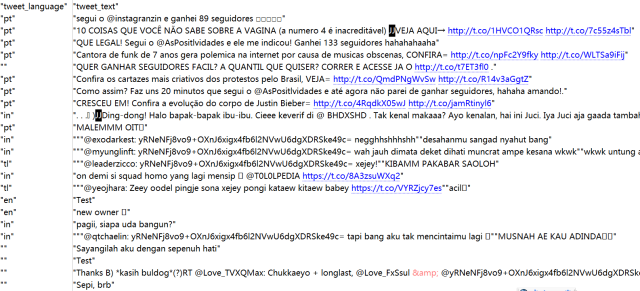 "tweet_language" "tweet_text"
"pt" "segui o @instagranzin e ganhei 89 seguidores □□□□□"
"pt" "10 COISAS QUE VOCÊ NÃO SABE SOBRE A VAGINA (a numero 4 é inacreditável) VEJA AQUI→ http://t.co/1HVCO1QRsc http://t.co/7c55z4sTbl"
"pt" "QUE LEGAL! Segui o @AsPositividades e ele me indicou! Ganhei 133 seguidores hahahahaaha"
"pt" "Cantora de funk de 7 anos gera polemica na internet por causa de musicas obscenas, CONFIRA= http://t.co/npFc2Y9fky http://t.co/WLTSa9iFij"
"" "QUER GANHAR SEGUIDORES FACIL? A QUANTIL QUE QUISER? CORRER E ACESSE JA O http://t.co/t7ET3fl0 ."
"pt" "Confira os cartazes mais criativos dos protestos pelo Brasil, VEJA= http://t.co/QmdPNgWvSw http://t.co/R14v3aGgtZ"
"pt" "Como assim? Faz uns 20 minutos que segui o @AsPositividades e até agora não parei de ganhar seguidores, hahaha amando!."
"pt" "CRESCEU EM! Confira a evolução do corpo de Justin Bieber= http://t.co/4RqdkX05wJ http://t.co/jamRtinyl6"
"in" Ding-dong! Halo bapak-bapak ibu-ibu. Cieee keverif di @ BHDXSHD . Tak kenal makaaa? Ayo kenalan, hai ini Juci. Iya Juci aja gaada tambah
"pt" "MALEMMM OIT□"
"in" """@exodarkest: yRNeNFj8vo9+OXnJ6xigx4fb6l2NVwU6dgXDRSke49c= negghhshhhshh""desahanmu sangad nyahut bang"
"in" """@myunglinft: yRNeNFj8vo9+OXnJ6xigx4fb6l2NVwU6dgXDRSke49c= wah jauh dimata deket dihati muncrat ampe kesana wkwk""wkwk untung a
"tl" """@leaderzicco: yRNeNFj8vo9+OXnJ6xigx4fb6l2NVwU6dgXDRSke49c= xejey!""KIBAMM PAKABAR SAOLOH"
"in" "on demi si squad homo yang lagi mensip □ @T0L0LPEDIA https://t.co/8A3zsuWXq2"
"tl" """@yeojhara: Zeey oodel pingje sona xejey pongi kataew kitaew babey https://t.co/VYRZjcy7es""acil□"
"en" "Test"
"en" "new owner □"
"in" "pagii, siapa uda bangun?"
"in" """@qtchaelin: yRNeNFj8vo9+OXnJ6xigx4fb6l2NVwU6dgXDRSke49c= tapi bang aku tak mencintaimu lagi □""MUSNAH AE KAU ADINDA□□"
"" "Sayangilah aku dengan sepenuh hati"
"" "Test"
"" "Thanks B) *kasih buldog*(?)RT @Love_TVXQMax: Chukkaeyo + longlast, @Love_FxSsul &amp; @yRNeNFj8vo9+OXnJ6xigx4fb6l2NVwU6dgXDRS
"" "Sepi, brb"